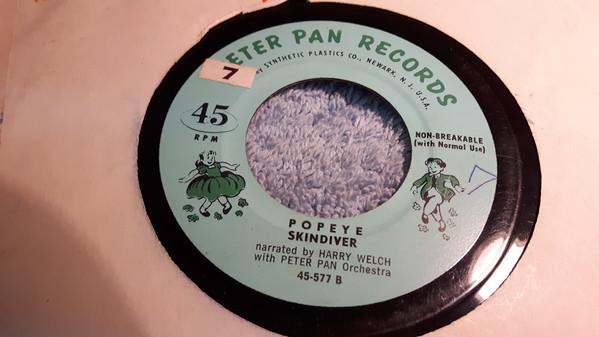 ETER PAN RECORDS
by SYNTHETIC PLASTICS CO., NEWARK, N. J. U.S.A.
7
45
RPM
NON-BREAKABLE
(with Normal Use)
POPEYE
SKINDIVER
narrated by HARRY WELCH
with PETER PAN Orchestra
45-577 B